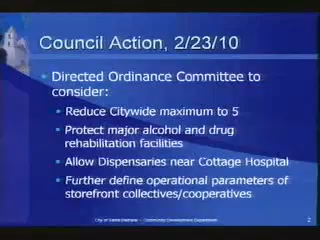 Council Action, 2/23/10
• Directed Ordinance Committee to
consider:
• Reduce Citywide maximum to 5
• Protect major alcohol and drug
rehabilitation facilities
• Allow Dispensaries near Cottage Hospital
• Further define operational parameters of
storefront collectives/cooperatives
City of Santa Barbara - Community Development Department
2